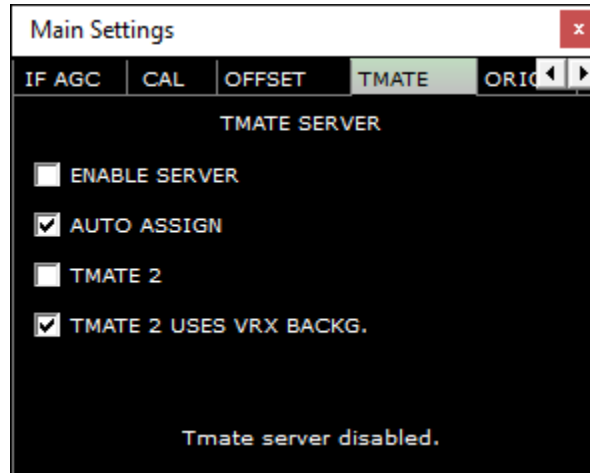 Main Settings
x
IF AGC CAL OFFSET TMATE ORIG
TMATE SERVER
ENABLE SERVER
AUTO ASSIGN
TMATE 2
TMATE 2 USES VRX BACKG.
Tmate server disabled.